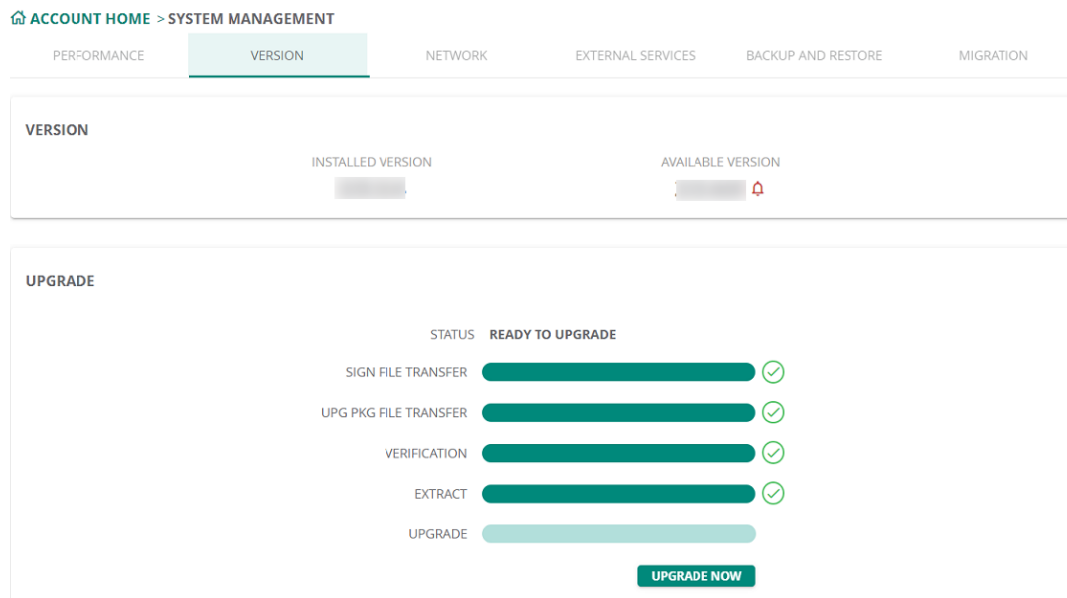 ACCOUNT HOME > SYSTEM MANAGEMENT
PERFORMANCE VERSION NETWORK EXTERNAL SERVICES BACKUP AND RESTORE MIGRATION
VERSION
INSTALLED VERSION AVAILABLE VERSION
UPGRADE
STATUS READY TO UPGRADE
SIGN FILE TRANSFER
UPG PKG FILE TRANSFER
VERIFICATION
EXTRACT
UPGRADE
UPGRADE NOW